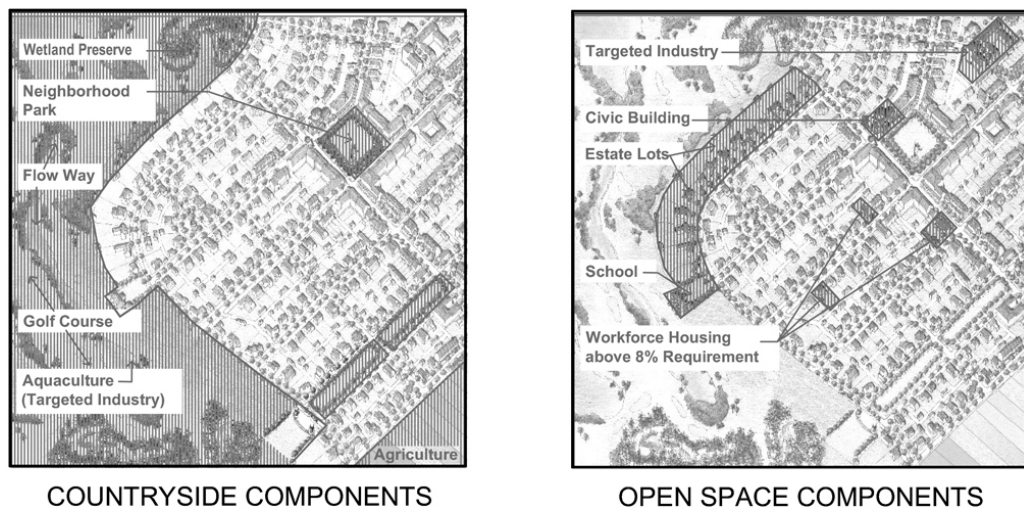 Wetland Preserve
Neighborhood
Park
Flow Way
Golf Course
Aquaculture
(Targeted Industry)
Agriculture
COUNTRYSIDE COMPONENTS
Targeted Industry
Civic Building
Estate Lots
School
Workforce Housing
above 8% Requirement
OPEN SPACE COMPONENTS